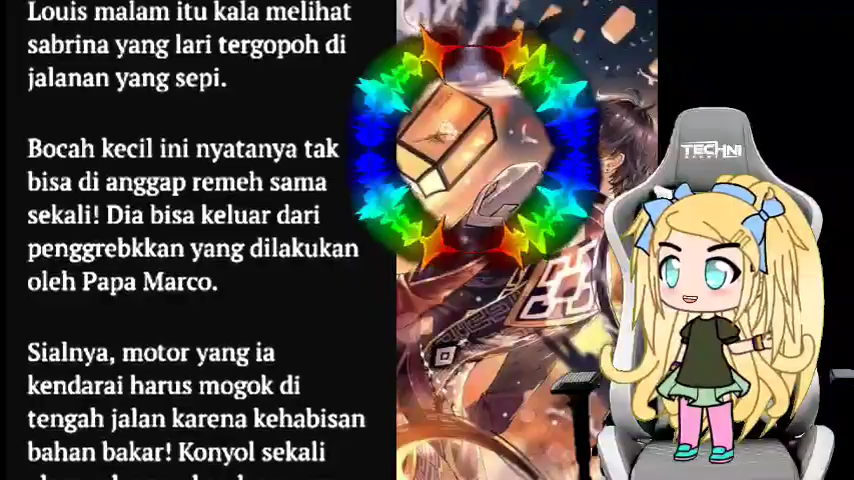 Louis malam itu kala melihat
sabrina yang lari tergopoh di
jalanan yang sepi.
Bocah kecil ini nyatanya tak
bisa di anggap remeh sama
sekali! Dia bisa keluar dari
penggrebkkan yang dilakukan
oleh Papa Marco.
Sialnya, motor yang ia
kendarai harus mogok di
tengah jalan karena kehabisan
bahan bakar! Konyol sekali
TECHNI